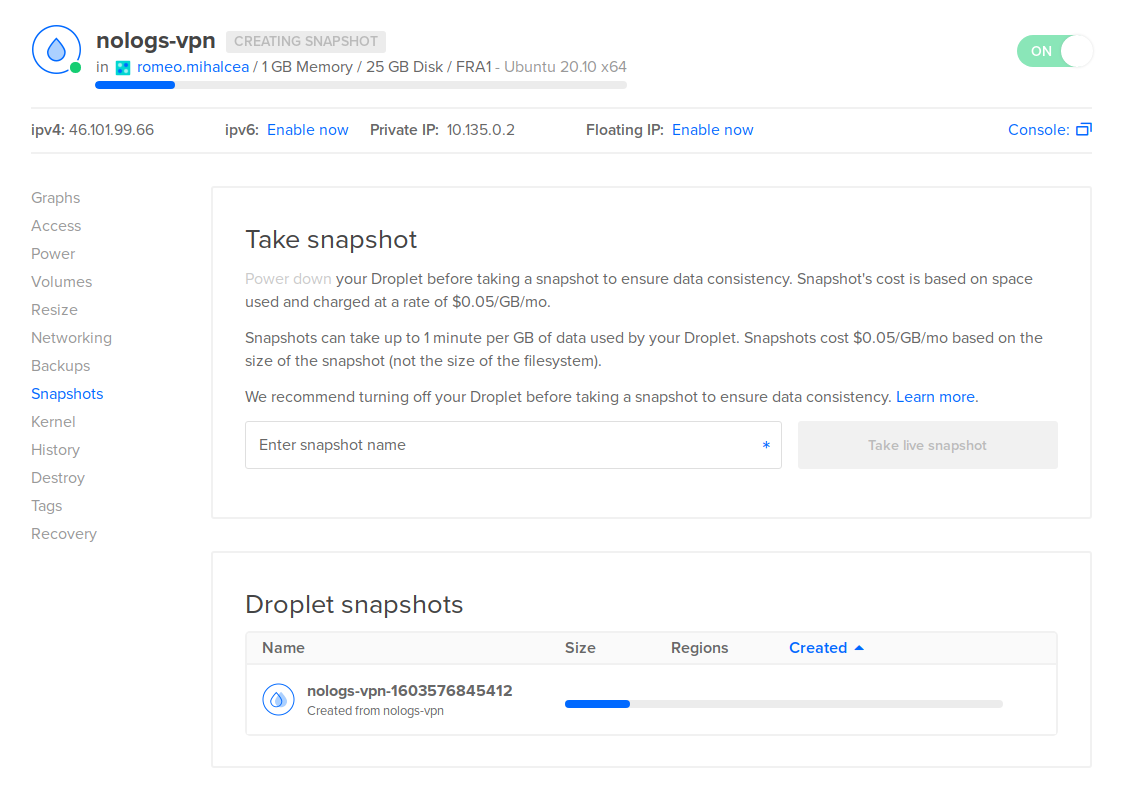 nologs-vpn CREATING SNAPSHOT
in romeo.mihalcea / 1 GB Memory / 25 GB Disk / FRA1 - Ubuntu 20.10 x64
ON
ipv4: 46.101.99.66 ipv6: Enable now Private IP: 10.135.0.2 Floating IP: Enable now Console:
Graphs
Access
Power
Volumes
Resize
Networking
Backups
Snapshots
Kernel
History
Destroy
Tags
Recovery
Take snapshot
Power down your Droplet before taking a snapshot to ensure data consistency. Snapshot's cost is based on space
used and charged at a rate of $0.05/GB/mo.
Snapshots can take up to 1 minute per GB of data used by your Droplet. Snapshots cost $0.05/GB/mo based on the
size of the snapshot (not the size of the filesystem).
We recommend turning off your Droplet before taking a snapshot to ensure data consistency. Learn more.
Enter snapshot name * Take live snapshot
Droplet snapshots
Name Size Regions Created
nologs-vpn-1603576845412
Created from nologs-vpn